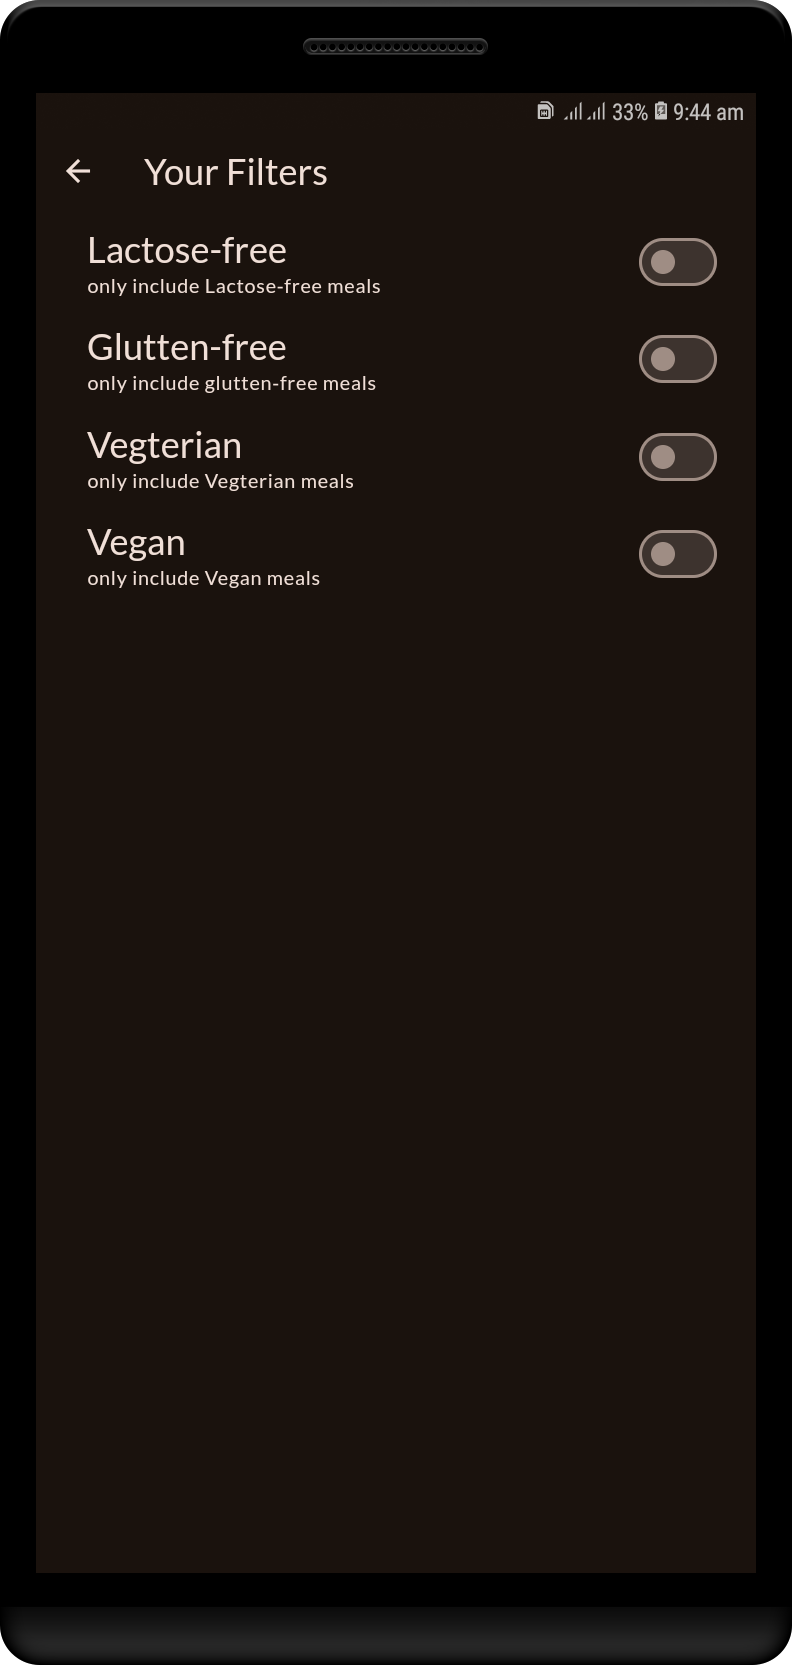 33% 9:44 am
Your Filters
Lactose-free
only include Lactose-free meals
Glutten-free
only include glutten-free meals
Vegterian
only include Vegterian meals
Vegan
only include Vegan meals